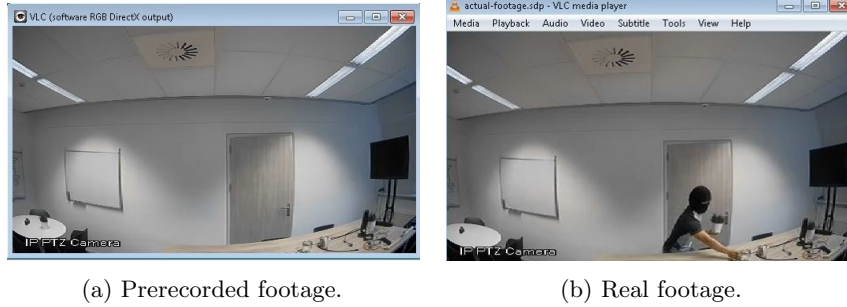 VLC (software RGB DirectX output)
actual-footage.sdp - VLC media player
Media Playback Audio Video Subtitle Tools View Help
IP PTZ Camera
IP PTZ Camera
(a) Prerecorded footage.
(b) Real footage.